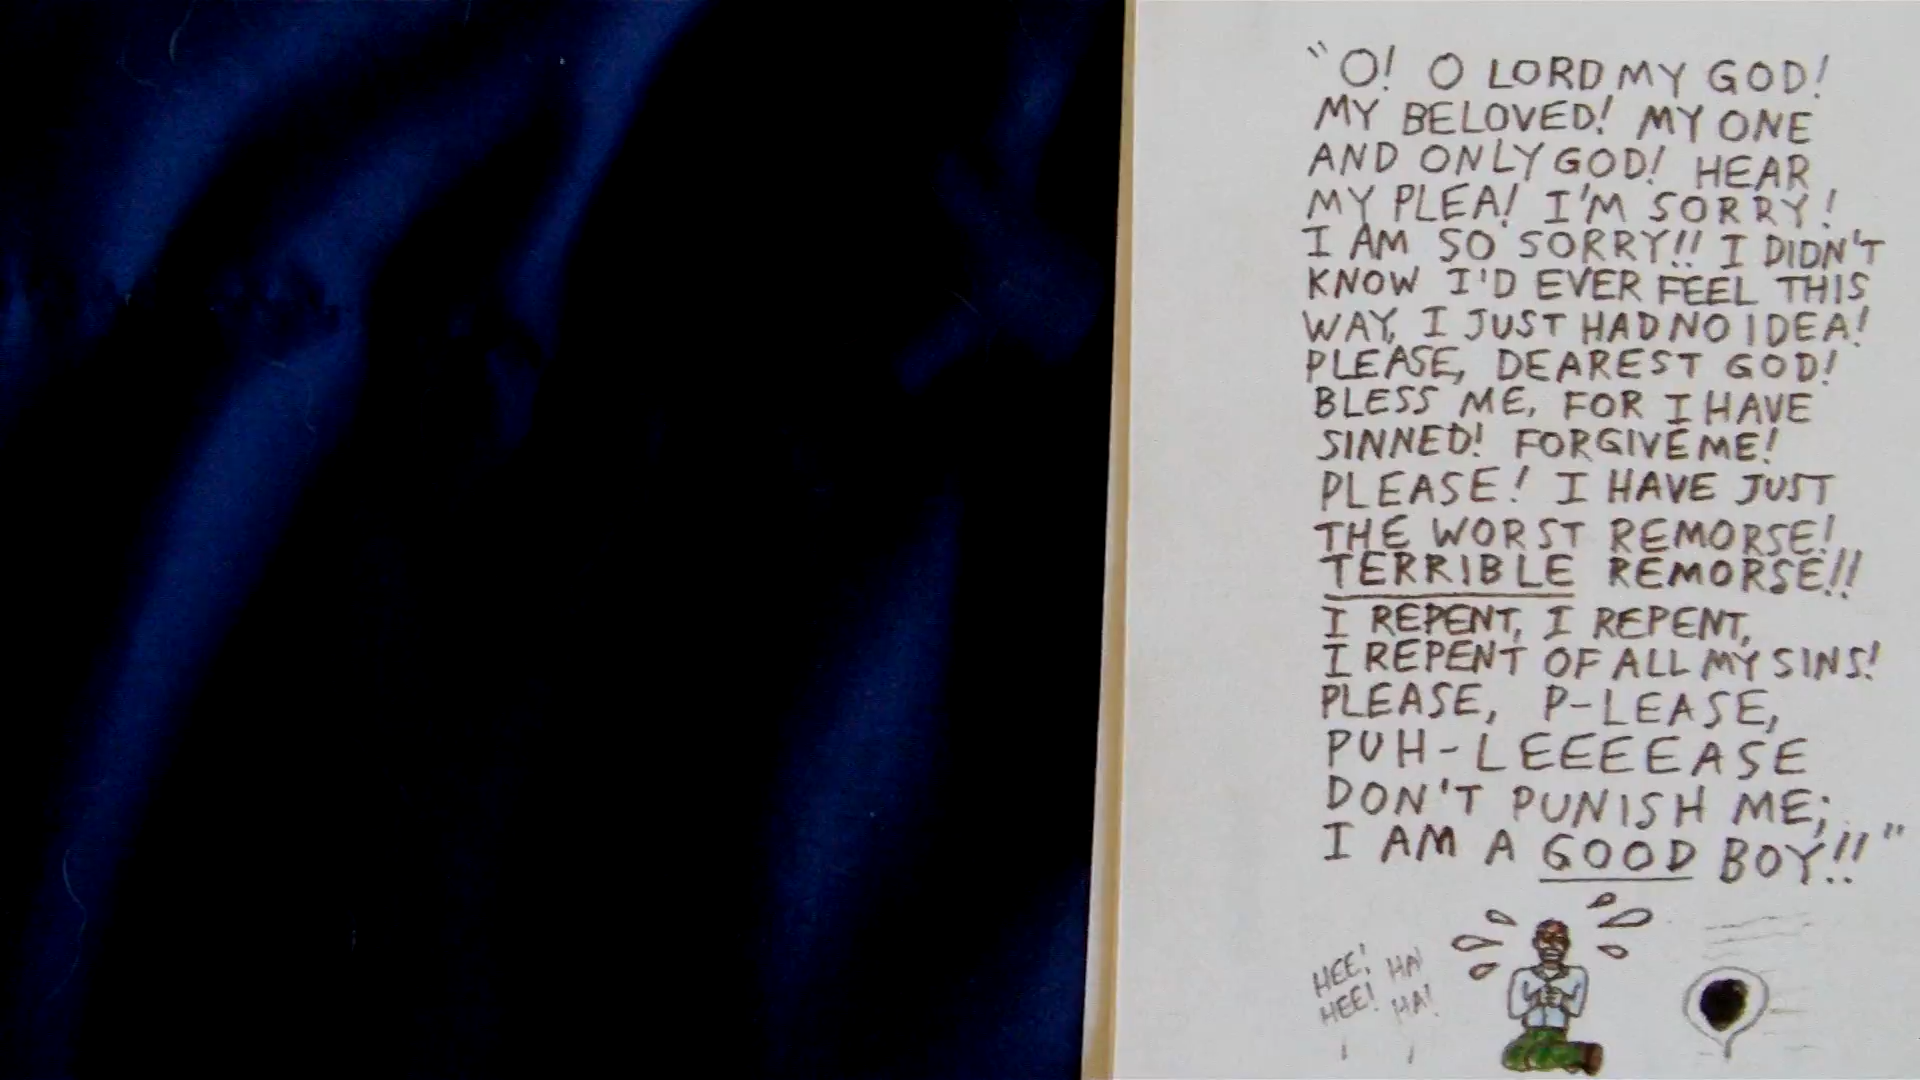 "O! O LORD MY GOD!
MY BELOVED! MY ONE
AND ONLY GOD! HEAR
MY PLEA! I'M SORRY!
I AM SO SORRY!! I DIDN'T
KNOW I'D EVER FEEL THIS
WAY, I JUST HAD NO IDEA!
PLEASE, DEAREST GOD!
BLESS ME, FOR I HAVE
SINNED! FORGIVE ME!
PLEASE! I HAVE JUST
THE WORST REMORSE!
TERRIBLE REMORSE!!
I REPENT, I REPENT,
I REPENT OF ALL MY SINS!
PLEASE, P-LEASE,
PUH-LEEEEASE
DON'T PUNISH ME;
I AM A GOOD BOY!!"
HEE! HA!
HEE! HA!